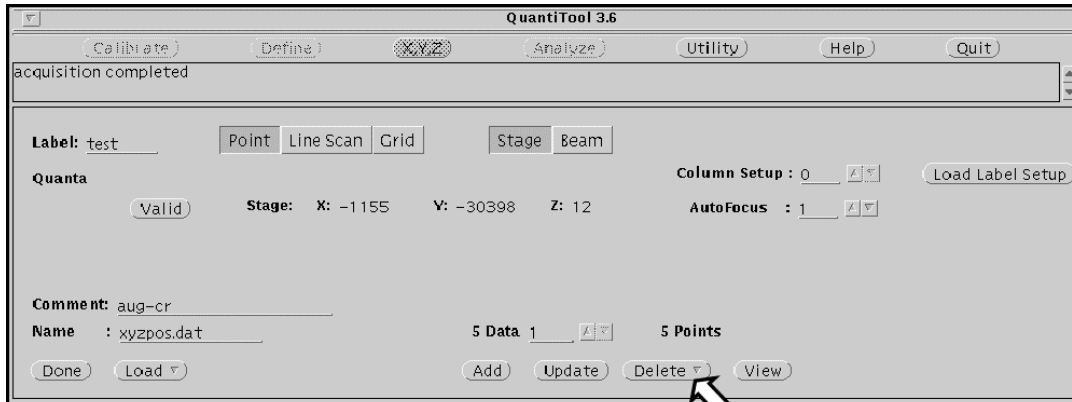 QuantiTool 3.6
Calibrate Define X,Y,Z Analyze Utility Help Quit
acquisition completed
Label: test Point Line Scan Grid Stage Beam
Column Setup : 0 Load Label Setup
Quanta
Valid Stage: X: -1155 Y: -30398 Z: 12 AutoFocus : 1
Comment: aug-cr
Name : xyzpos.dat 5 Data 1 5 Points
Done Load Add Update Delete View